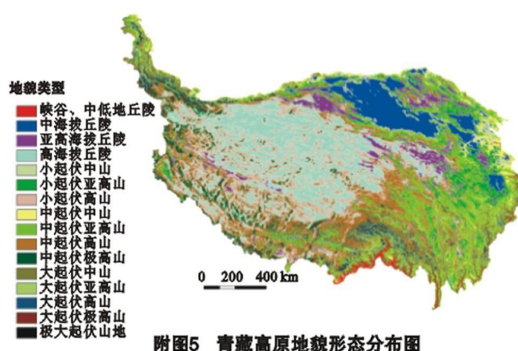 地貌类型
峡谷、中低地丘陵
中海拔丘陵
亚高海拔丘陵
高海拔丘陵
小起伏中山
小起伏亚高山
小起伏高山
中起伏中山
中起伏亚高山
中起伏高山
中起伏极高山
大起伏中山
大起伏亚高山
大起伏高山
大起伏极高山
极大起伏山地
0 200 400 km
附图5 青藏高原地貌形态分布图